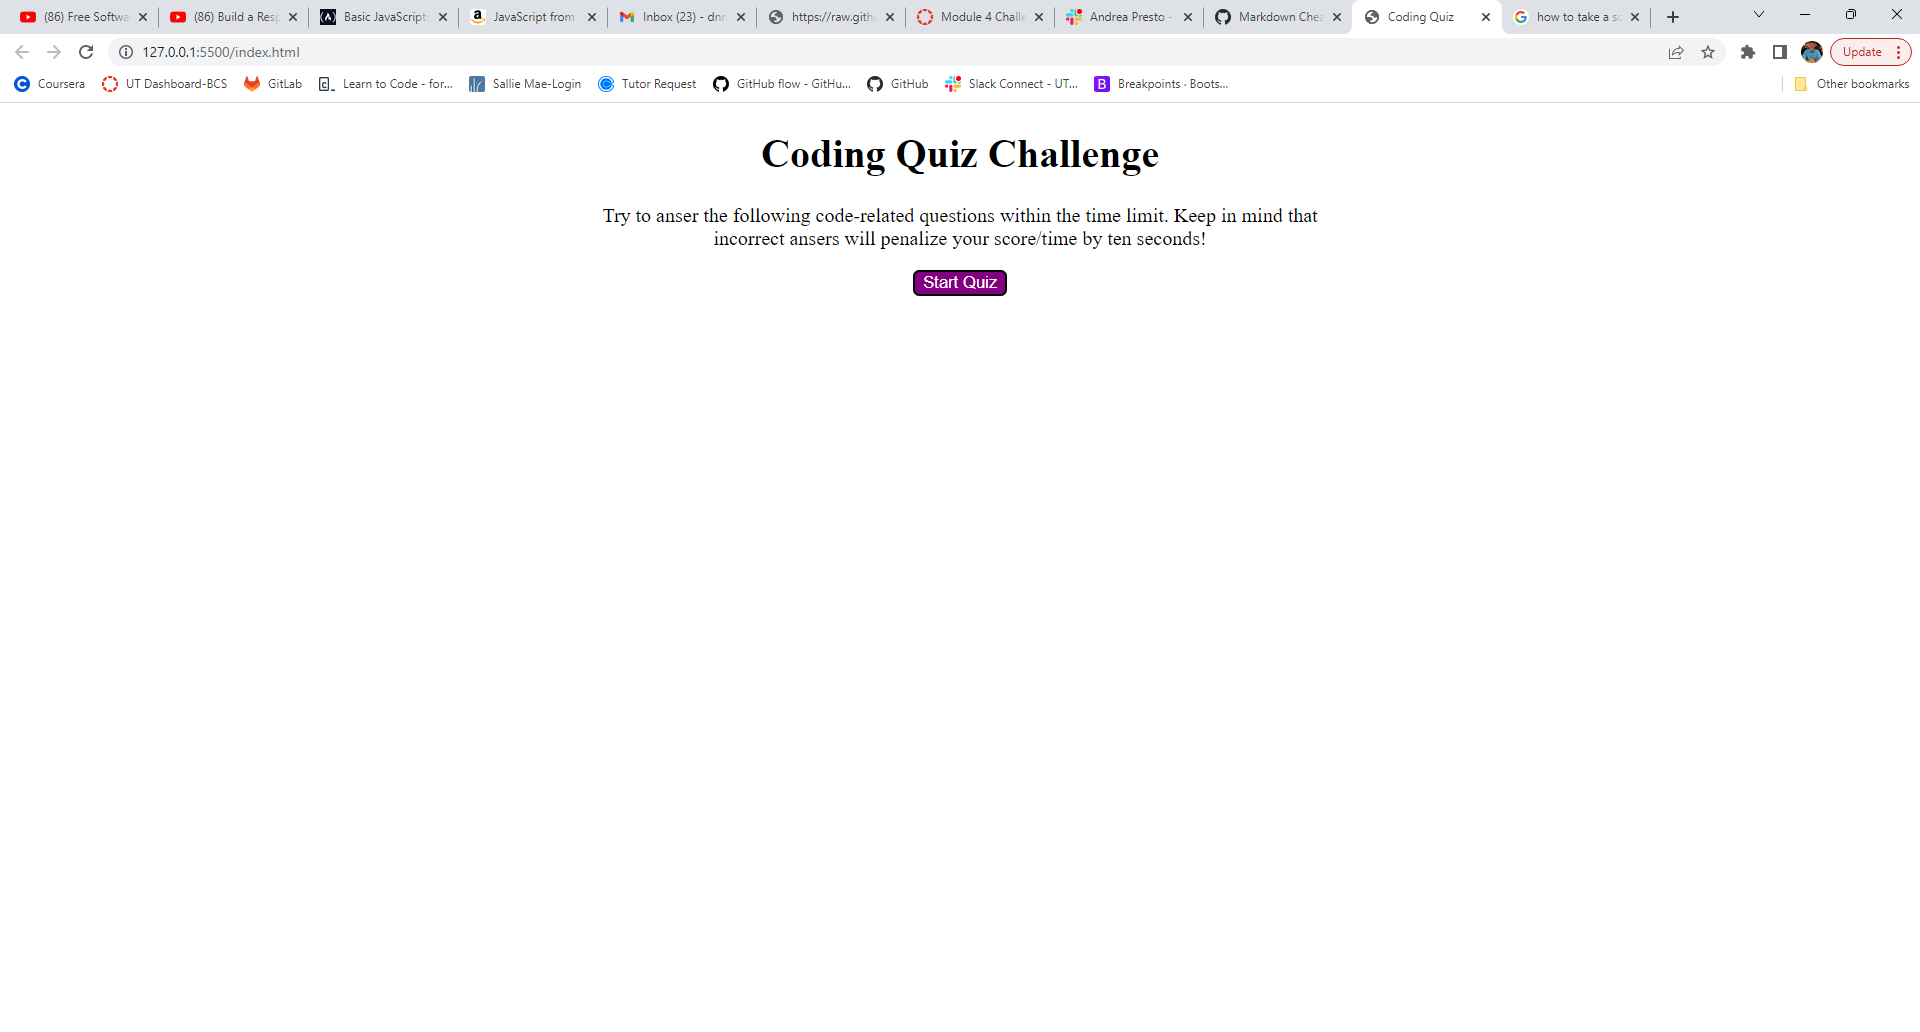 (86) Free Softwa
(86) Build a Resp
Basic JavaScript:
JavaScript from
Inbox (23) - dnr.
https://raw.gith
Module 4 Challe
Andrea Presto -
Markdown Chea
Coding Quiz
how to take a sc
127.0.0.1:5500/index.html
Update
Coursera
UT Dashboard-BCS
GitLab
Learn to Code - for...
Sallie Mae-Login
Tutor Request
GitHub flow - GitHu...
GitHub
Slack Connect - UT...
Breakpoints · Boots...
Other bookmarks
Coding Quiz Challenge
Try to anser the following code-related questions within the time limit. Keep in mind that
incorrect ansers will penalize your score/time by ten seconds!
Start Quiz